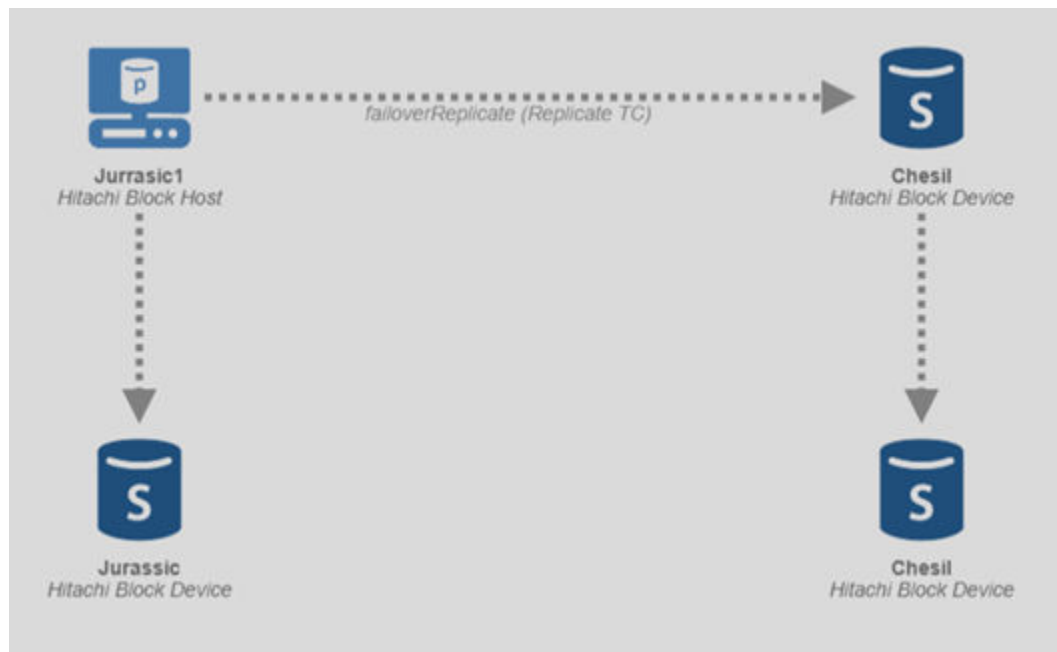 P
S
failoverReplicate (Replicate TC)
Jurrasic1
Hitachi Block Host
Chesil
Hitachi Block Device
S
S
Jurassic
Hitachi Block Device
Chesil
Hitachi Block Device